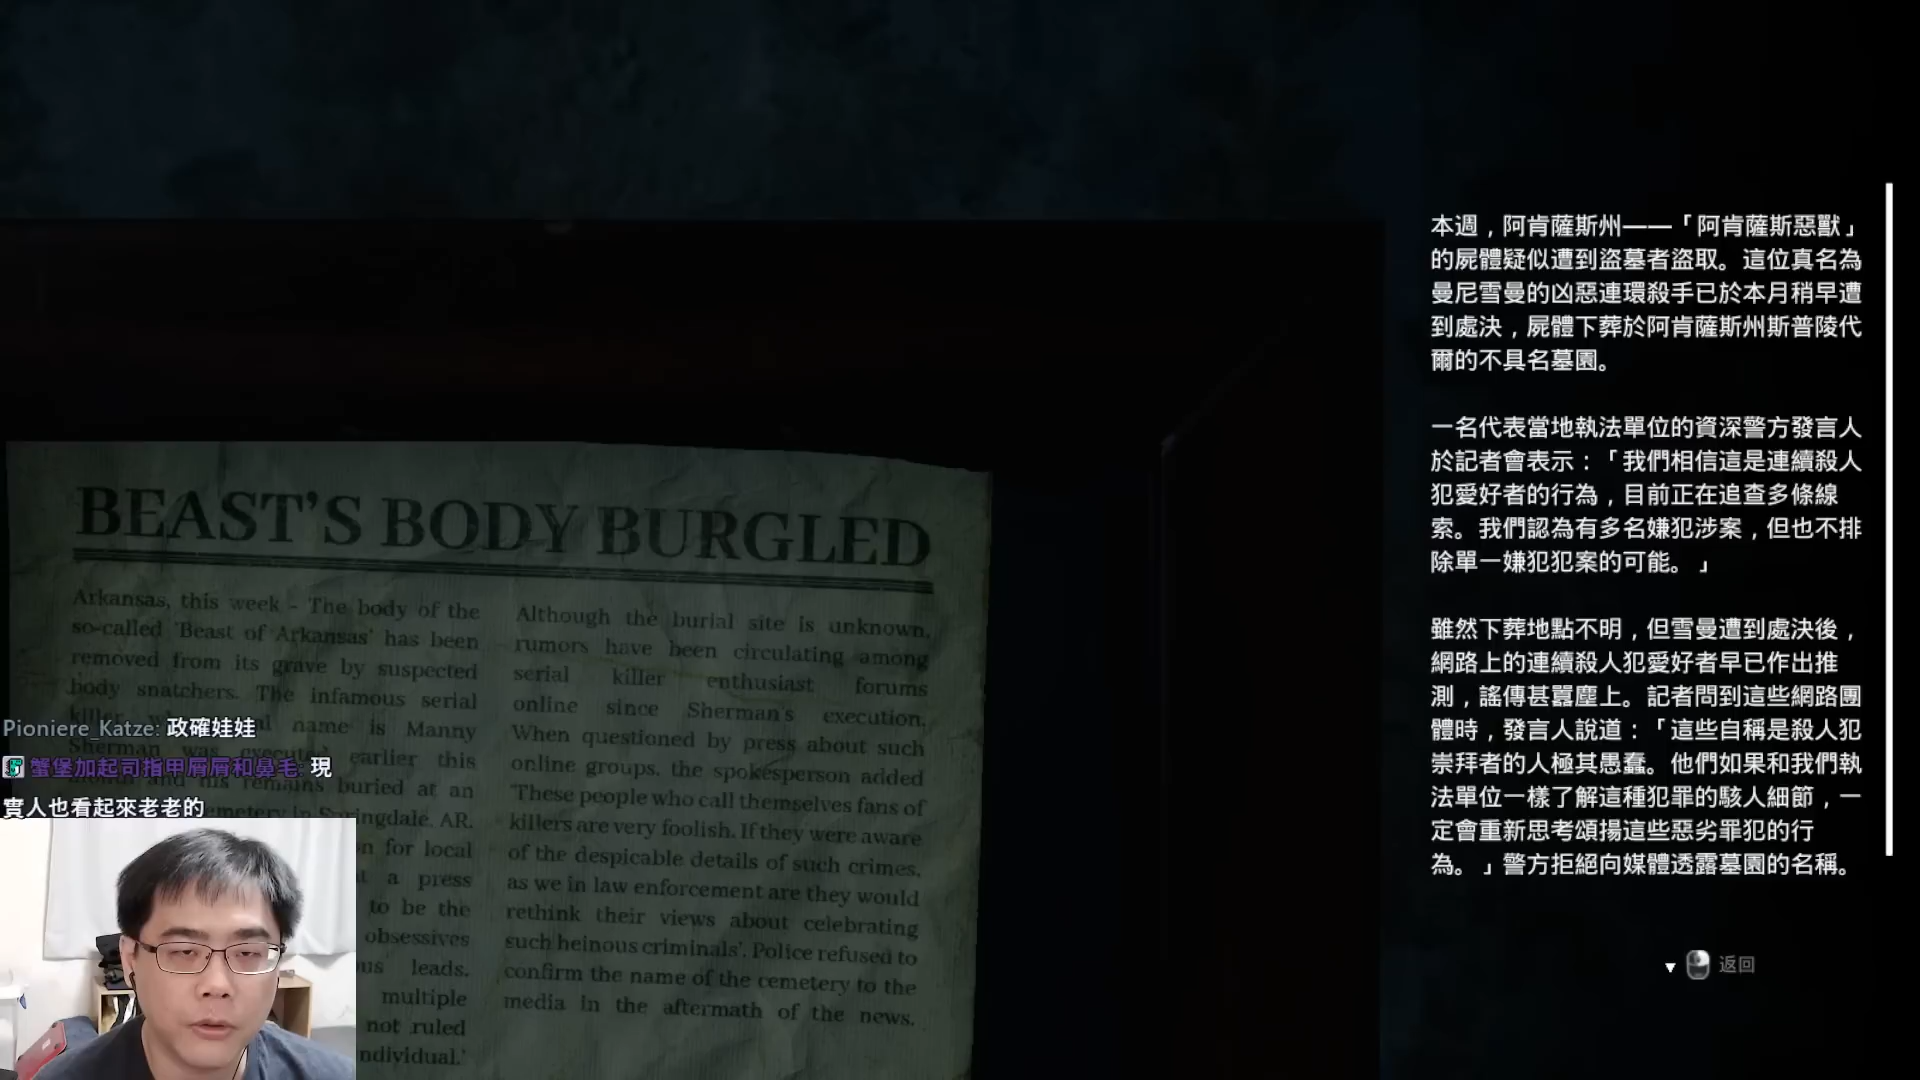 本週，阿肯薩斯州——「阿肯薩斯惡獸」
的屍體疑似遭到盜墓者盜取。這位真名為
曼尼雪曼的凶惡連環殺手已於本月稍早遭
到處決，屍體下葬於阿肯薩斯州斯普陵代
爾的不具名墓園。
一名代表當地執法單位的資深警方發言人
於記者會表示：「我們相信這是連續殺人
犯愛好者的行為，目前正在追查多條線
索。我們認為有多名嫌犯涉案，但也不排
除單一嫌犯犯案的可能。」
雖然下葬地點不明，但雪曼遭到處決後，
網路上的連續殺人犯愛好者早已作出推
測，謠傳甚囂塵上。記者問到這些網路團
體時，發言人說道：「這些自稱是殺人犯
崇拜者的人極其愚蠢。他們如果和我們執
法單位一樣了解這種犯罪的駭人細節，一
定會重新思考頌揚這些惡劣罪犯的行
為。」警方拒絕向媒體透露墓園的名稱。
返回
BEAST'S BODY BURGLED
Arkansas, this week - The body of the
so-called 'Beast of Arkansas' has been
removed from its grave by suspected
body snatchers. The infamous serial
killer, name is Manny
Sherman was executed earlier this
month and his remains buried at an
cemetery in Springdale, AR.
n for local
at a press
to be the
obsessives
us leads.
multiple
not ruled
ndividual.'
Although the burial site is unknown,
rumors have been circulating among
serial killer enthusiast forums
online since Sherman's execution.
When questioned by press about such
online groups, the spokesperson added
'These people who call themselves fans of
killers are very foolish. If they were aware
of the despicable details of such crimes,
as we in law enforcement are they would
rethink their views about celebrating
such heinous criminals'. Police refused to
confirm the name of the cemetery to the
media in the aftermath of the news.
Pioniere_Katze: 政確娃娃
蟹堡加起司指甲屑屑和鼻毛: 現
實人也看起來老老的